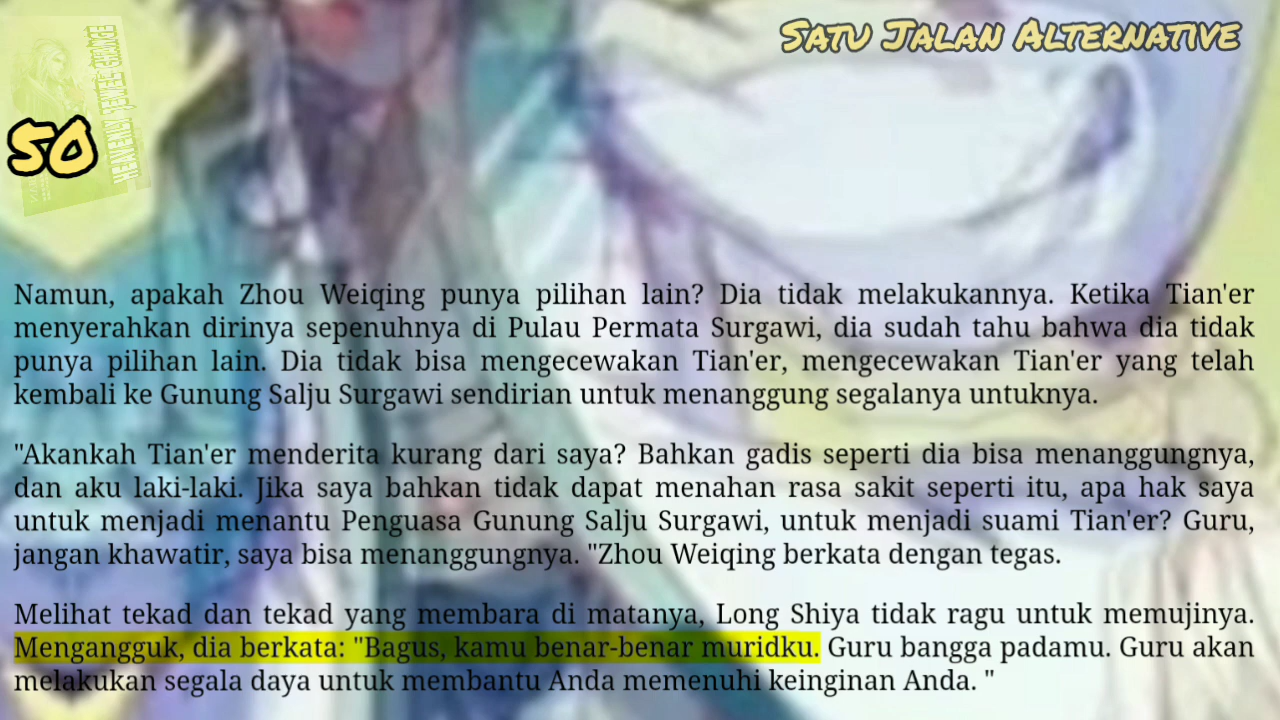 SATU JALAN ALTERNATIVE
HEAVENLY JEWEL CHANGE
50
Namun, apakah Zhou Weiqing punya pilihan lain? Dia tidak melakukannya. Ketika Tian'er
menyerahkan dirinya sepenuhnya di Pulau Permata Surgawi, dia sudah tahu bahwa dia tidak
punya pilihan lain. Dia tidak bisa mengecewakan Tian'er, mengecewakan Tian'er yang telah
kembali ke Gunung Salju Surgawi sendirian untuk menanggung segalanya untuknya.
"Akankah Tian'er menderita kurang dari saya? Bahkan gadis seperti dia bisa menanggungnya,
dan aku laki-laki. Jika saya bahkan tidak dapat menahan rasa sakit seperti itu, apa hak saya
untuk menjadi menantu Penguasa Gunung Salju Surgawi, untuk menjadi suami Tian'er? Guru,
jangan khawatir, saya bisa menanggungnya. "Zhou Weiqing berkata dengan tegas.
Melihat tekad dan tekad yang membara di matanya, Long Shiya tidak ragu untuk memujinya.
Mengangguk, dia berkata: "Bagus, kamu benar-benar muridku. Guru bangga padamu. Guru akan
melakukan segala daya untuk membantu Anda memenuhi keinginan Anda. "